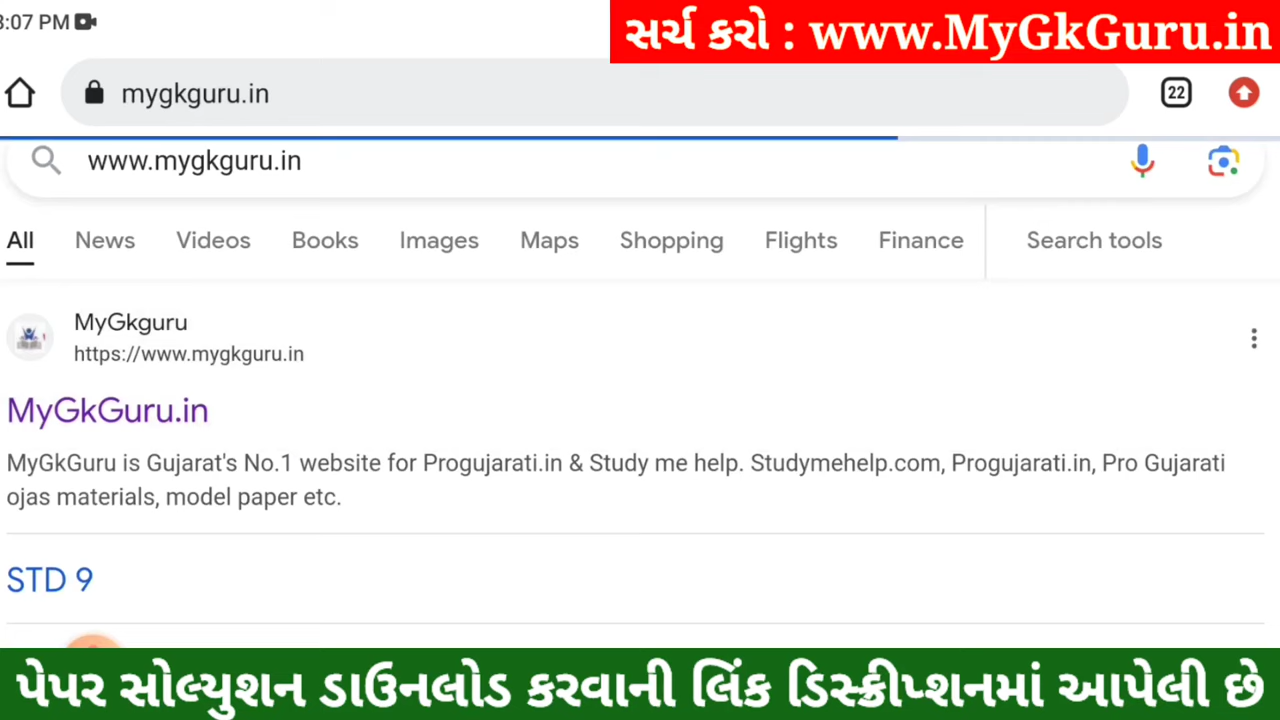 3:07 PM
સર્ચ કરો : www.MyGkGuru.in
mygkguru.in
22
www.mygkguru.in
All News Videos Books Images Maps Shopping Flights Finance Search tools
MyGkguru
https://www.mygkguru.in
MyGkGuru.in
MyGkGuru is Gujarat's No.1 website for Progujarati.in & Study me help. Studymehelp.com, Progujarati.in, Pro Gujarati
ojas materials, model paper etc.
STD 9
પેપર સોલ્યુશન ડાઉનલોડ કરવાની લિંક ડિસ્ક્રીપ્શનમાં આપેલી છે